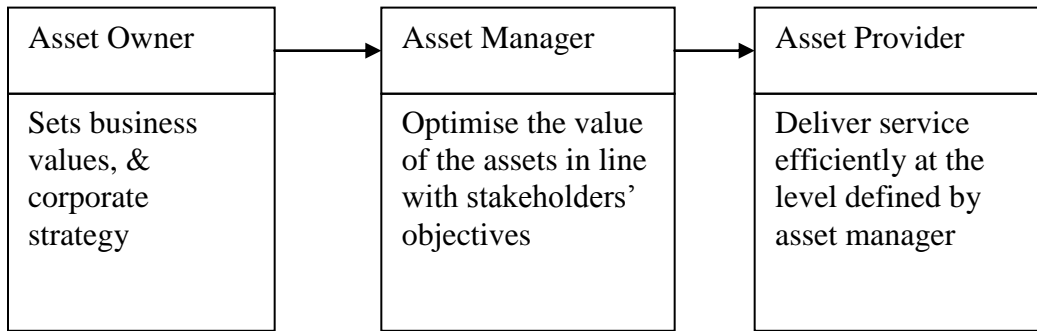 Asset Owner
Sets business
values, &
corporate
strategy
Asset Manager
Optimise the value
of the assets in line
with stakeholders’
objectives
Asset Provider
Deliver service
efficiently at the
level defined by
asset manager